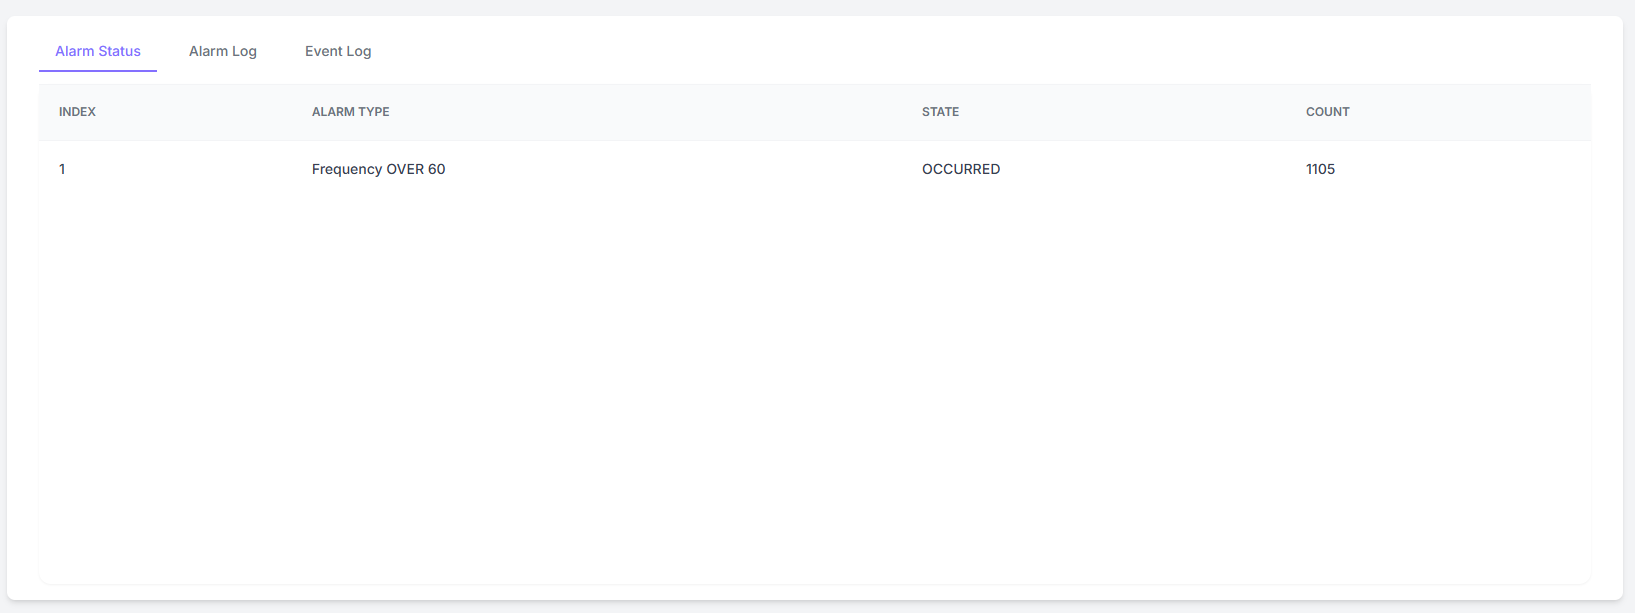 Alarm Status Alarm Log Event Log
INDEX ALARM TYPE STATE COUNT
1 Frequency OVER 60 OCCURRED 1105